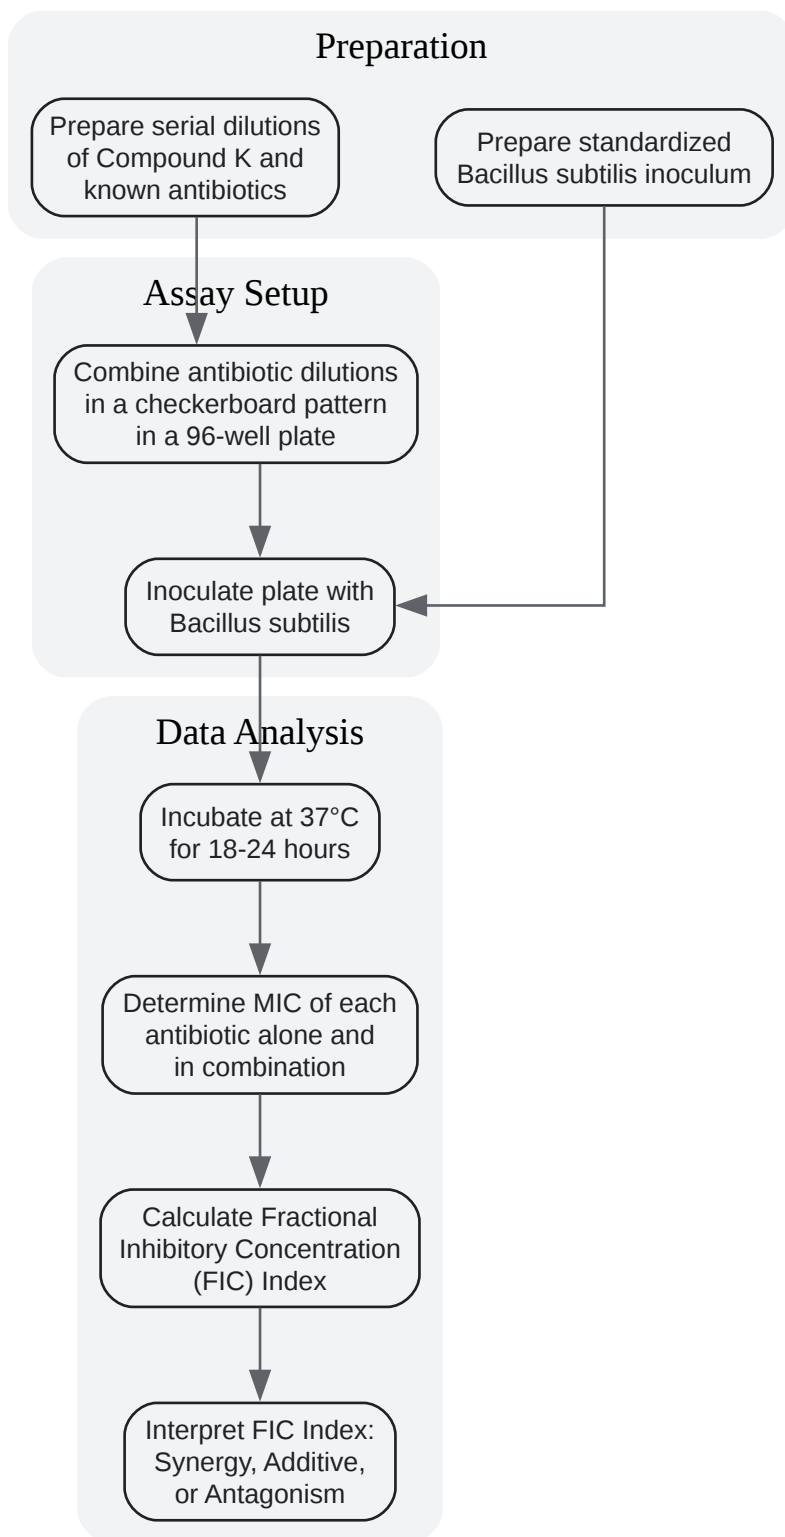 Preparation
Prepare serial dilutions
of Compound K and
known antibiotics
Prepare standardized
Bacillus subtilis inoculum
Assay Setup
Combine antibiotic dilutions
in a checkerboard pattern
in a 96-well plate
Inoculate plate with
Bacillus subtilis
Data Analysis
Incubate at 37°C
for 18-24 hours
Determine MIC of each
antibiotic alone and
in combination
Calculate Fractional
Inhibitory Concentration
(FIC) Index
Interpret FIC Index:
Synergy, Additive,
or Antagonism